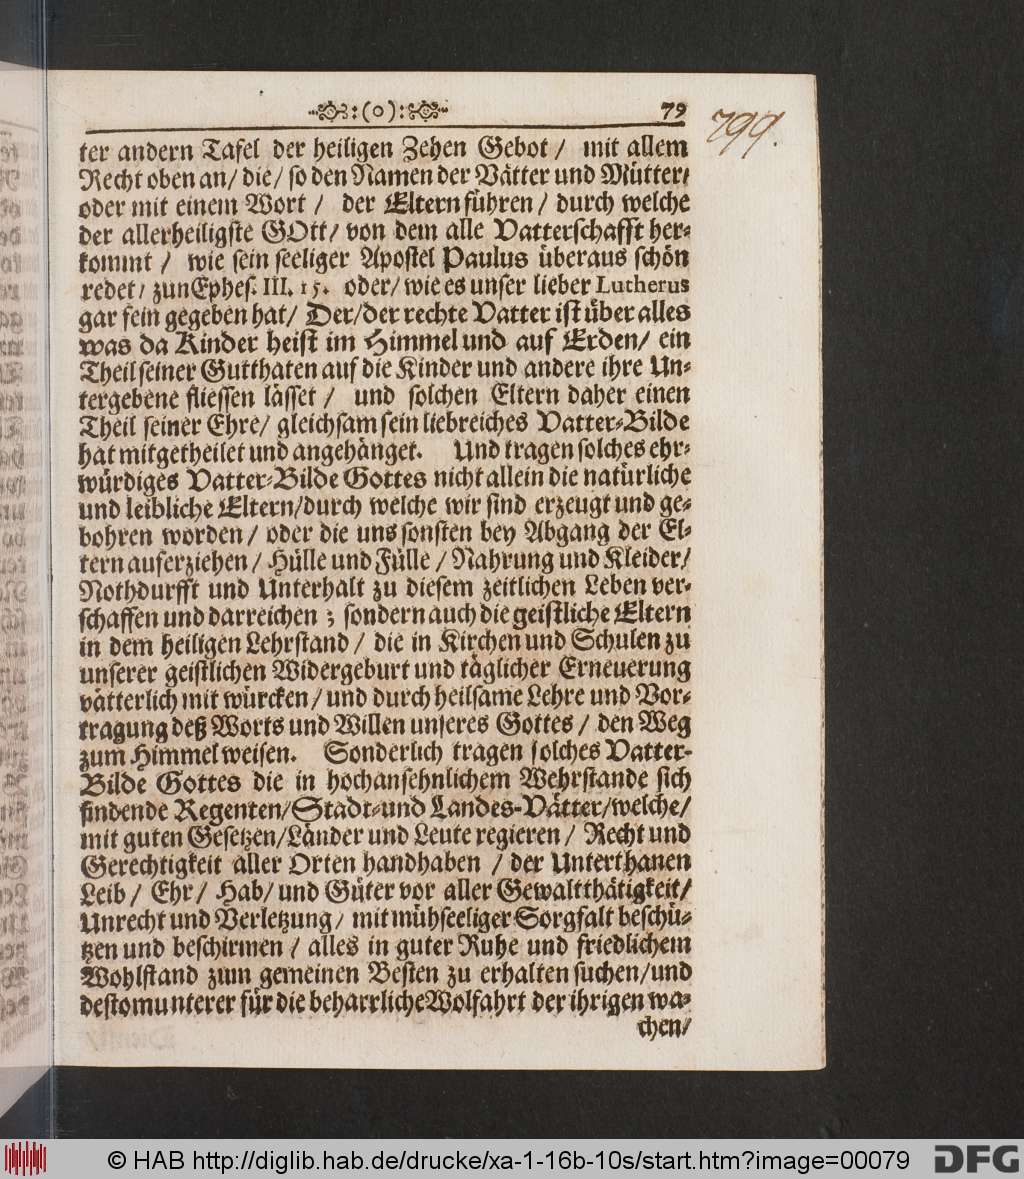 :(o): 79
799.
ter andern Tafel der heiligen Zehen Gebot / mit allem
Recht oben an / die / so den Namen der Vätter und Mütter /
oder mit einem Wort / der Eltern führen / durch welche
der allerheiligste GOtt / von dem alle Vatterschafft her-
kommt / wie sein seeliger Apostel Paulus überaus schön
redet / zun Ephes. III. 15. oder / wie es unser lieber Lutherus
gar fein gegeben hat / Der / der rechte Vatter ist über alles
was da Kinder heist im Himmel und auf Erden / ein
Theil seiner Gutthaten auf die Kinder und andere ihre Un-
tergebene fliessen lässet / und solchen Eltern daher einen
Theil seiner Ehre / gleichsam sein liebreiches Vatter-Bilde
hat mitgetheilet und angehänget. Und tragen solches ehr-
würdiges Vatter-Bilde Gottes nicht allein die natürliche
und leibliche Eltern / durch welche wir sind erzeugt und ge-
bohren worden / oder die uns sonsten bey Abgang der El-
tern auferziehen / Hülle und Fülle / Nahrung und Kleider /
Nothdurfft und Unterhalt zu diesem zeitlichen Leben ver-
schaffen und darreichen ; sondern auch die geistliche Eltern
in dem heiligen Lehrstand / die in Kirchen und Schulen zu
unserer geistlichen Widergeburt und täglicher Erneuerung
vätterlich mit würcken / und durch heilsame Lehre und Vor-
tragung deß Worts und Willen unseres Gottes / den Weg
zum Himmel weisen. Sonderlich tragen solches Vatter-
Bilde Gottes die in hochansehnlichem Wehrstande sich
findende Regenten / Stadt- und Landes-Vätter / welche /
mit guten Gesetzen / Länder und Leute regieren / Recht und
Gerechtigkeit aller Orten handhaben / der Unterthanen
Leib / Ehr / Hab / und Güter vor aller Gewaltthätigkeit /
Unrecht und Verletzung / mit mühseeliger Sorgfalt beschü-
tzen und beschirmen / alles in guter Ruhe und friedlichem
Wohlstand zum gemeinen Besten zu erhalten suchen / und
desto munterer für die beharrliche Wolfahrt der ihrigen wa-
chen /
© HAB http://diglib.hab.de/drucke/xa-1-16b-10s/start.htm?image=00079
DFG